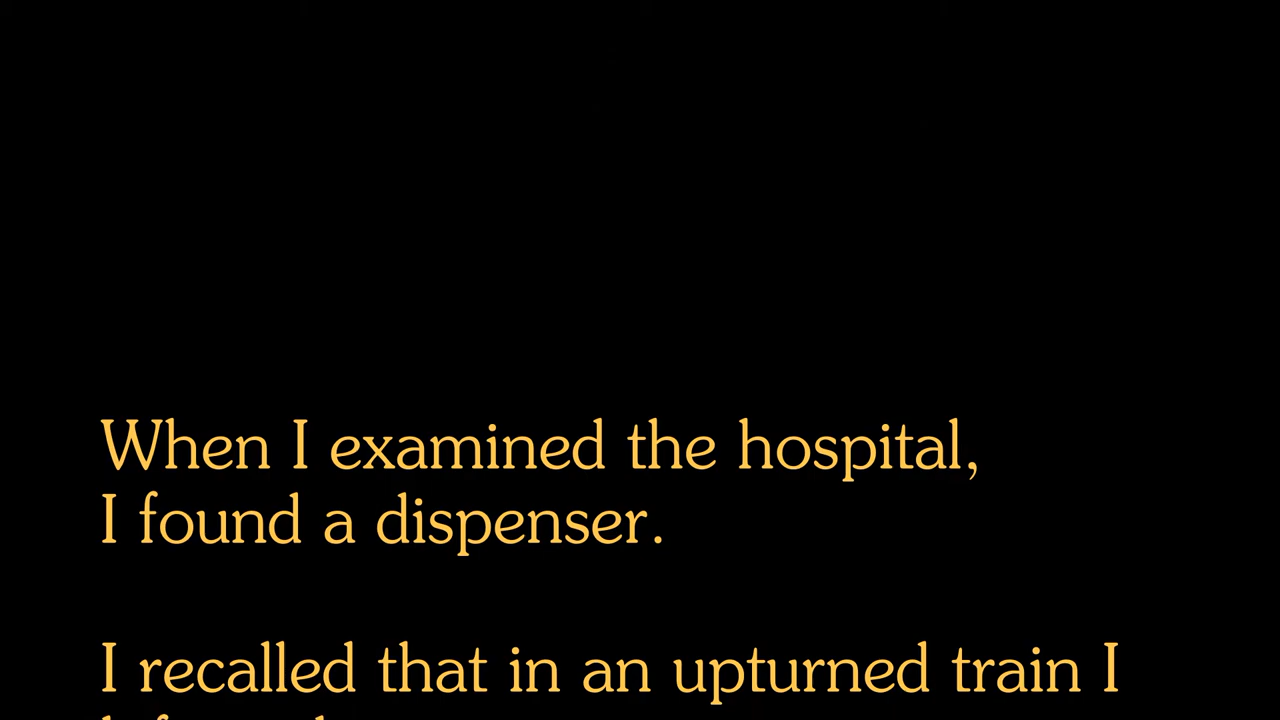 When I examined the hospital,
I found a dispenser.
I recalled that in an upturned train I